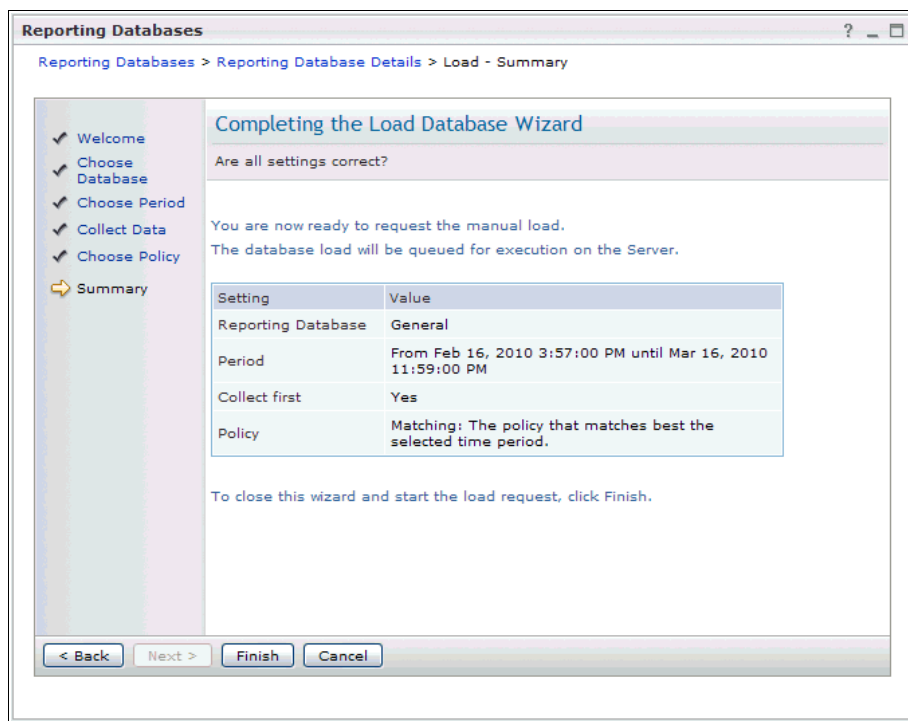 Reporting Databases ?
Reporting Databases > Reporting Database Details > Load - Summary
Welcome
Choose
Database
Choose Period
Collect Data
Choose Policy
Summary
Completing the Load Database Wizard
Are all settings correct?
You are now ready to request the manual load.
The database load will be queued for execution on the Server.
Setting Value
Reporting Database General
Period From Feb 16, 2010 3:57:00 PM until Mar 16, 2010
11:59:00 PM
Collect first Yes
Policy Matching: The policy that matches best the
selected time period.
To close this wizard and start the load request, click Finish.
< Back Next > Finish Cancel